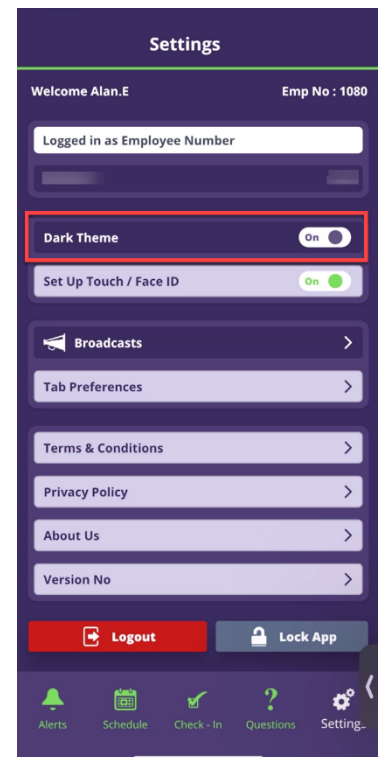 Settings
Welcome Alan.E Emp No : 1080
Logged in as Employee Number
Dark Theme On
Set Up Touch / Face ID On
Broadcasts
Tab Preferences
Terms & Conditions
Privacy Policy
About Us
Version No
Logout Lock App
Alerts Schedule Check - In Questions